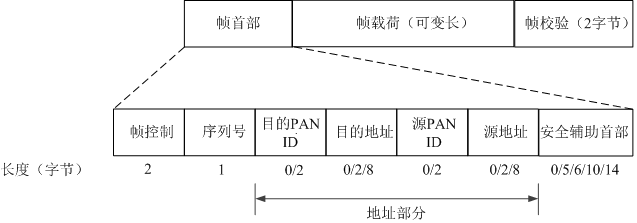 帧首部 帧载荷（可变长） 帧校验（2字节）
帧控制 序列号 目的PAN ID 目的地址 源PAN ID 源地址 安全辅助首部
长度（字节） 2 1 0/2 0/2/8 0/2 0/2/8 0/5/6/10/14
地址部分